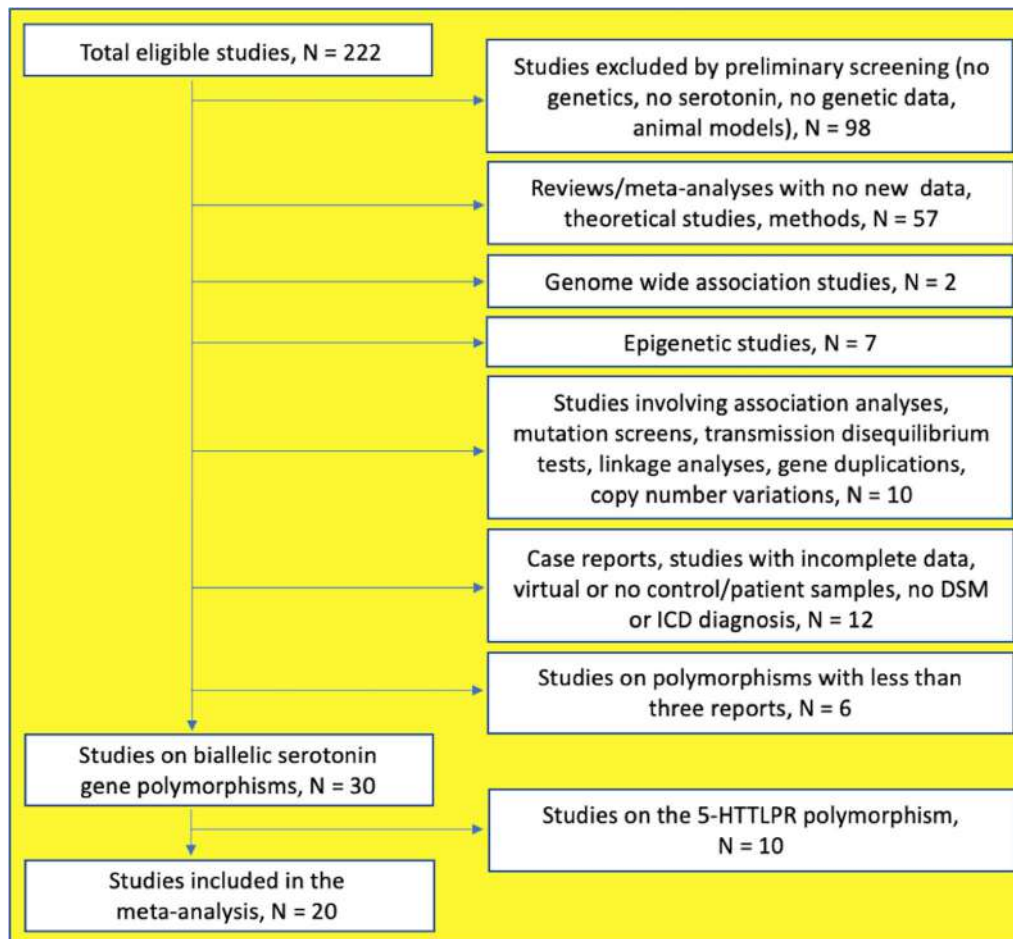 Total eligible studies, N = 222
Studies excluded by preliminary screening (no
genetics, no serotonin, no genetic data,
animal models), N = 98
Reviews/meta-analyses with no new data,
theoretical studies, methods, N = 57
Genome wide association studies, N = 2
Epigenetic studies, N = 7
Studies involving association analyses,
mutation screens, transmission disequilibrium
tests, linkage analyses, gene duplications,
copy number variations, N = 10
Case reports, studies with incomplete data,
virtual or no control/patient samples, no DSM
or ICD diagnosis, N = 12
Studies on polymorphisms with less than
three reports, N = 6
Studies on biallelic serotonin
gene polymorphisms, N = 30
Studies on the 5-HTTLPR polymorphism,
N = 10
Studies included in the
meta-analysis, N = 20